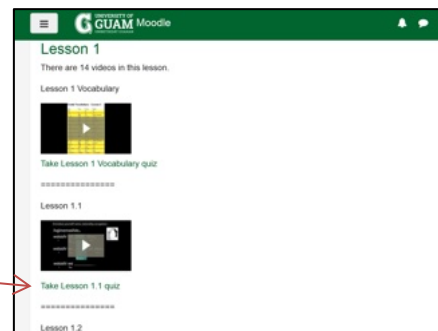 UNIVERSITY OF
GUAM Moodle
Lesson 1
There are 14 videos in this lesson.
Lesson 1 Vocabulary
Take Lesson 1 Vocabulary quiz
===============
Lesson 1.1
Take Lesson 1.1 quiz
===============
Lesson 1.2